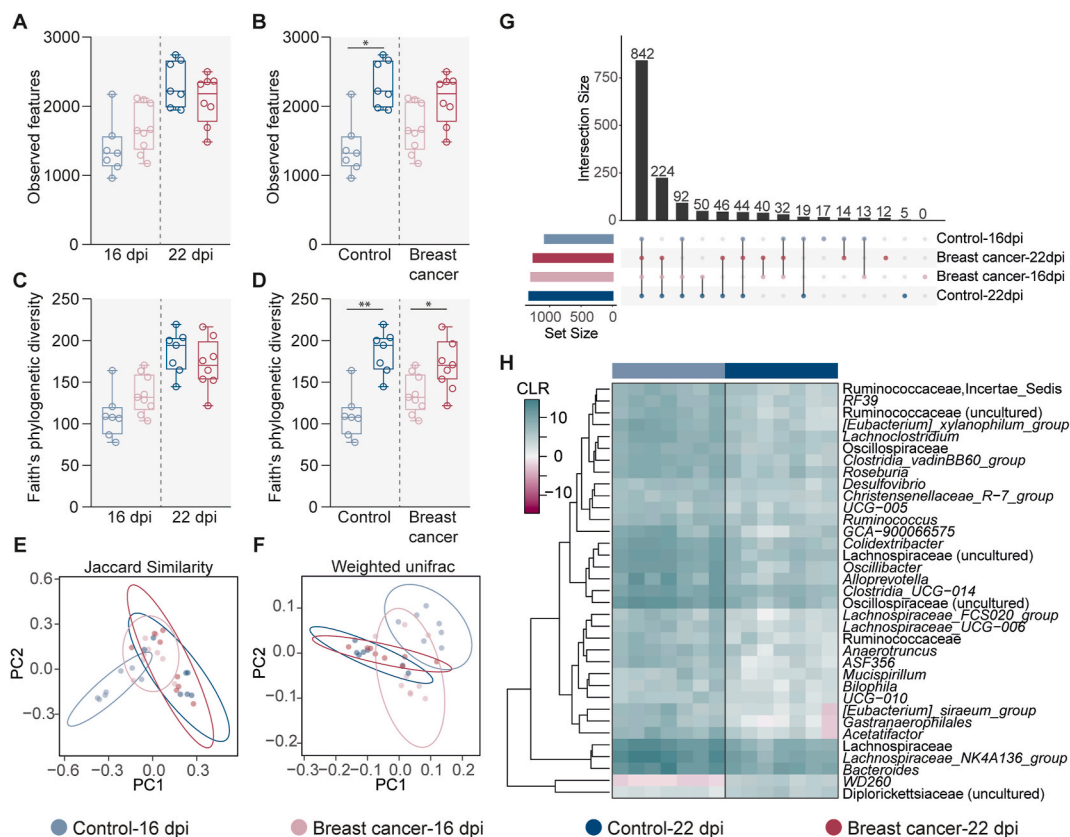 A
B
Observed features
3000
2000
1000
0
16 dpi
22 dpi
Observed features
3000
2000
1000
0
*
Control
Breast
cancer
C
D
Faith's phylogenetic diversity
250
200
150
100
50
0
16 dpi
22 dpi
Faith's phylogenetic diversity
250
200
150
100
50
0
**
*
Control
Breast
cancer
E
F
Jaccard Similarity
PC2
0.6
0.3
0.0
−0.3
−0.6
−0.3
0.0
0.3
PC1
Weighted unifrac
PC2
0.1
0.0
−0.1
−0.2
−0.3
−0.2
−0.1
0.0
0.1
0.2
PC1
G
Intersection Size
750
500
250
0
842
224
92
50
46
44
40
32
19
17
14
13
12
5
0
Control-16dpi
Breast cancer-22dpi
Breast cancer-16dpi
Control-22dpi
1000
500
0
Set Size
H
CLR
10
5
0
−5
−10
Ruminococcaceae,Incertae_Sedis
RF39
Ruminococcaceae (uncultured)
[Eubacterium]_xylanophilum_group
Lachnoclostridium
Oscillospiraceae
Clostridia_vadinBB60_group
Roseburia
Desulfovibrio
Christensenellaceae_R-7_group
UCG-005
Ruminococcus
GCA-900066575
Colidextribacter
Lachnospiraceae (uncultured)
Oscillibacter
Alloprevotella
Clostridia_UCG-014
Oscillospiraceae (uncultured)
Lachnospiraceae_FCS020_group
Lachnospiraceae_UCG-006
Ruminococcaceae
Anaerotruncus
ASF356
Mucispirillum
Bilophila
UCG-010
[Eubacterium]_siraeum_group
Gastranaerophilales
Acetatifactor
Lachnospiraceae
Lachnospiraceae_NK4A136_group
Bacteroides
WD260
Diplorickettsiaceae (uncultured)
Control-16 dpi
Breast cancer-16 dpi
Control-22 dpi
Breast cancer-22 dpi